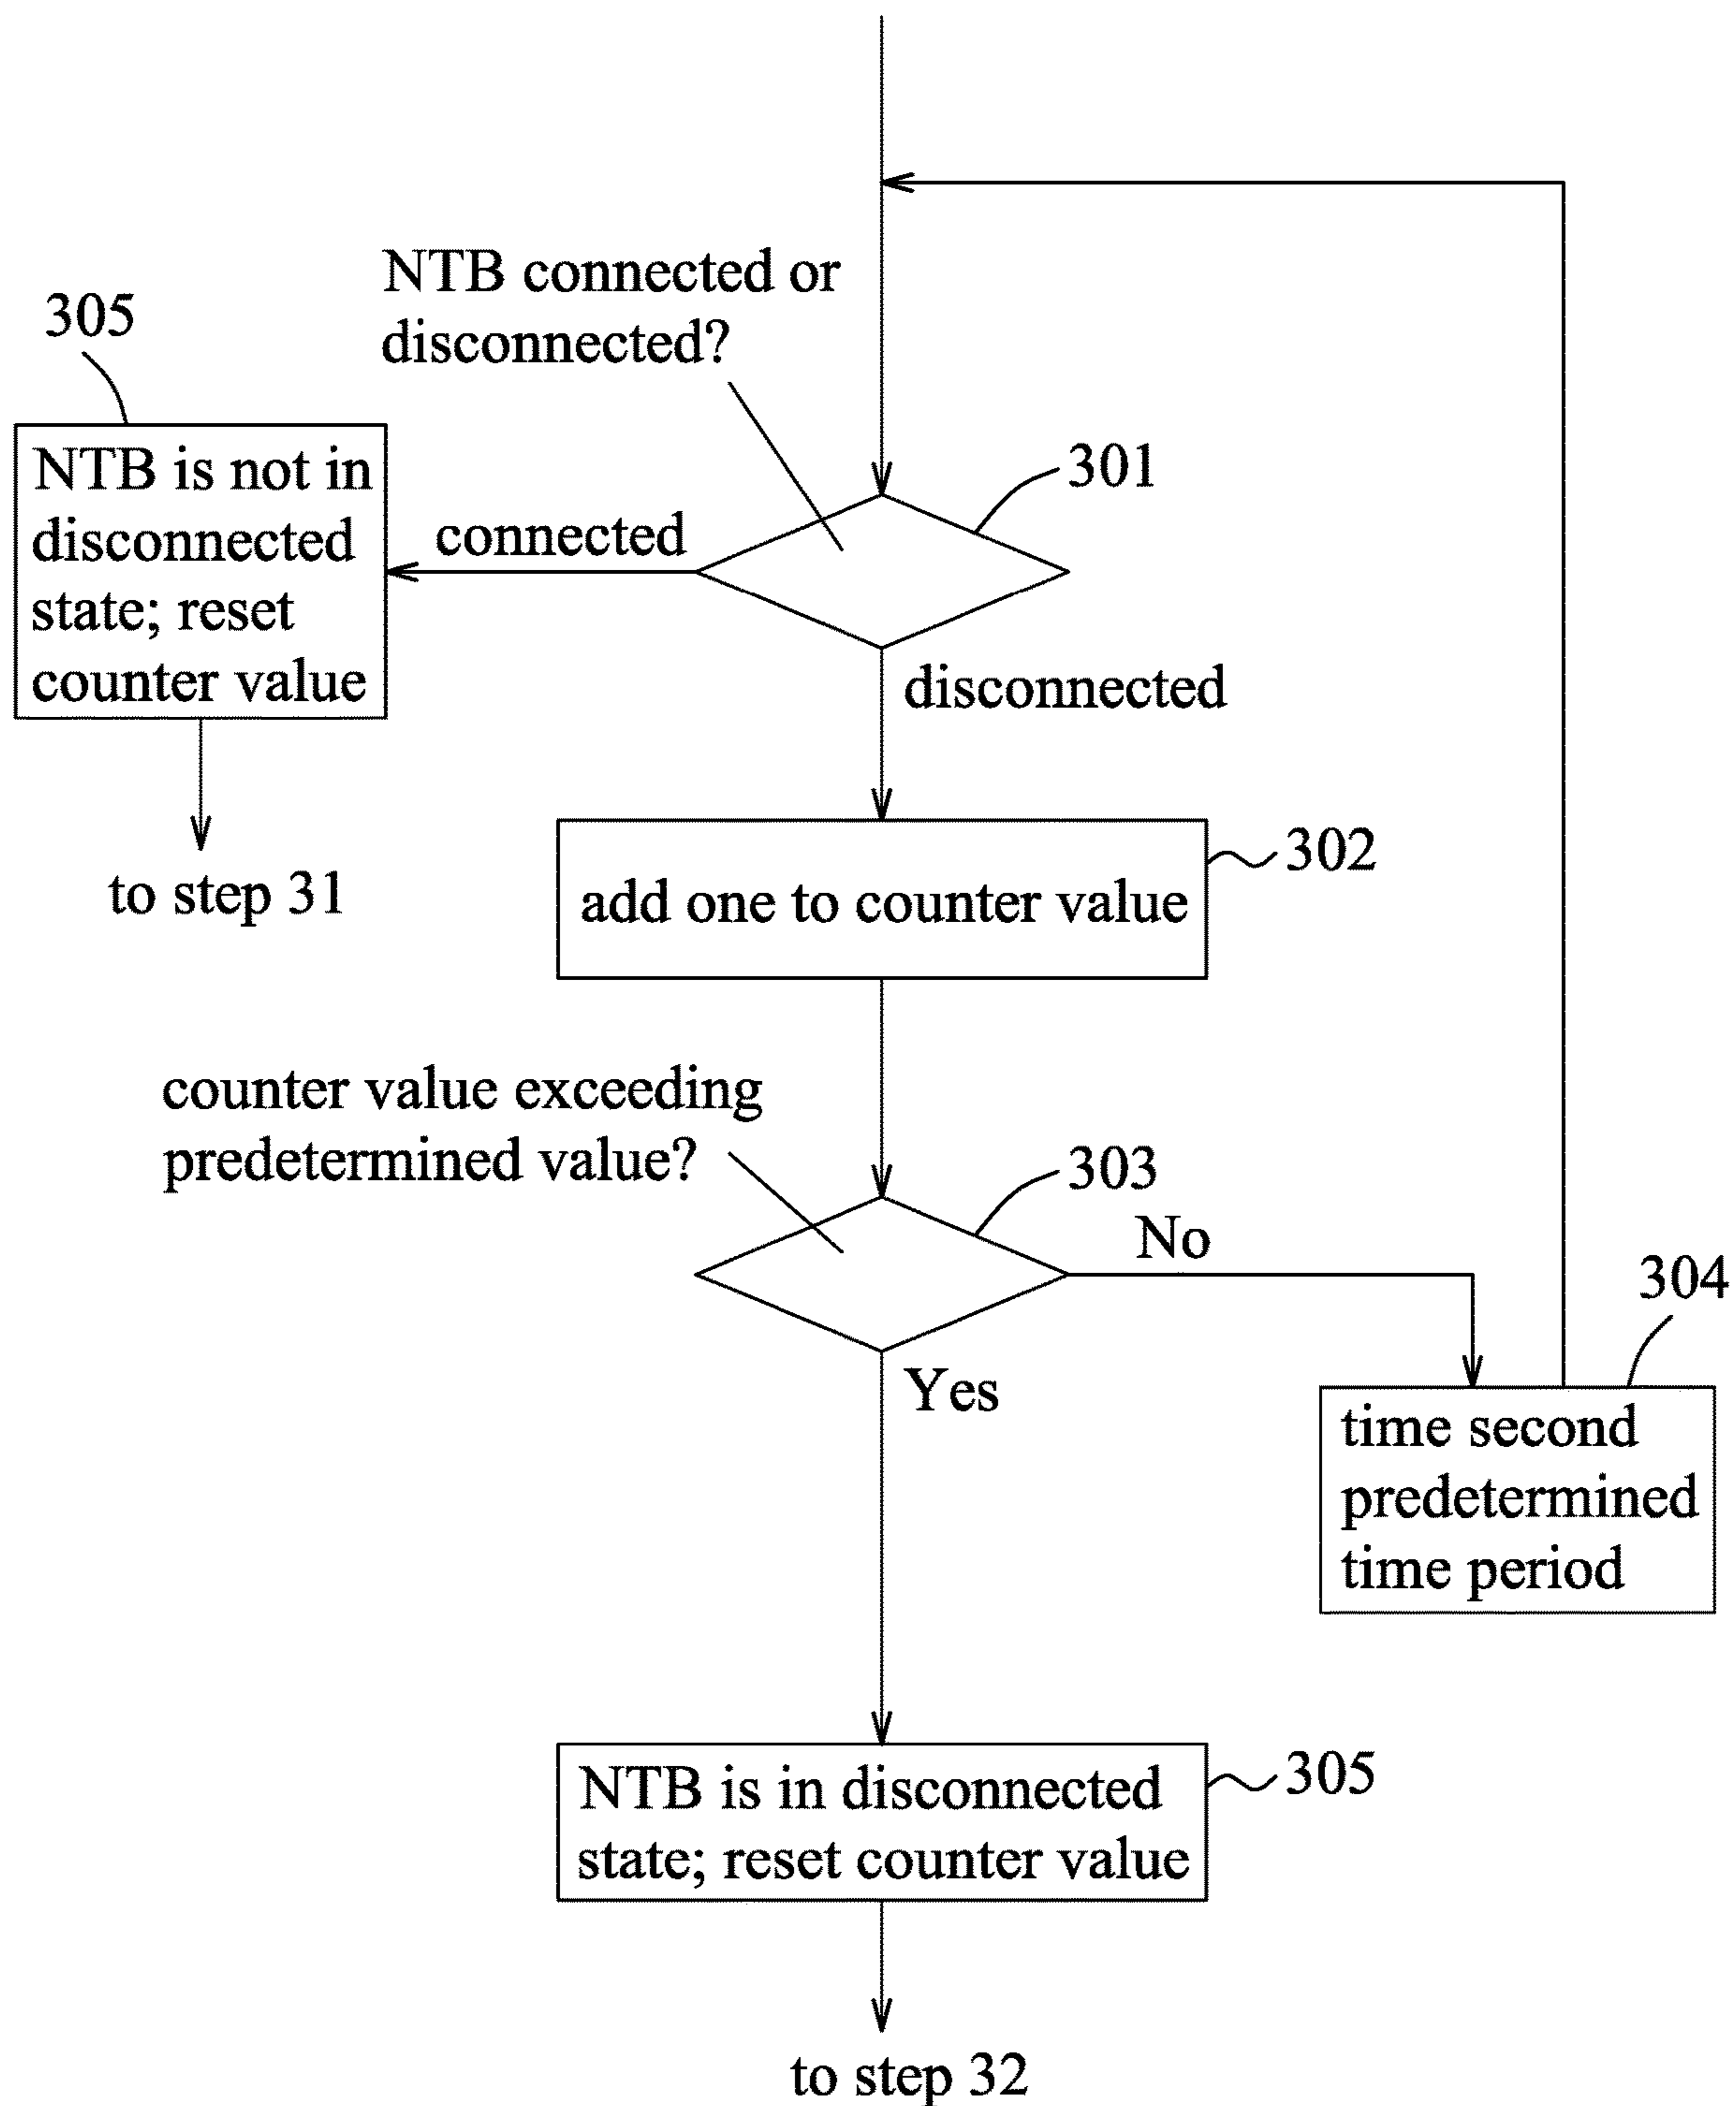 NTB connected or
disconnected?
305
NTB is not in
disconnected
state; reset
counter value
connected
301
disconnected
to step 31
302
add one to counter value
counter value exceeding
predetermined value?
303
No
304
Yes
time second
predetermined
time period
305
NTB is in disconnected
state; reset counter value
to step 32